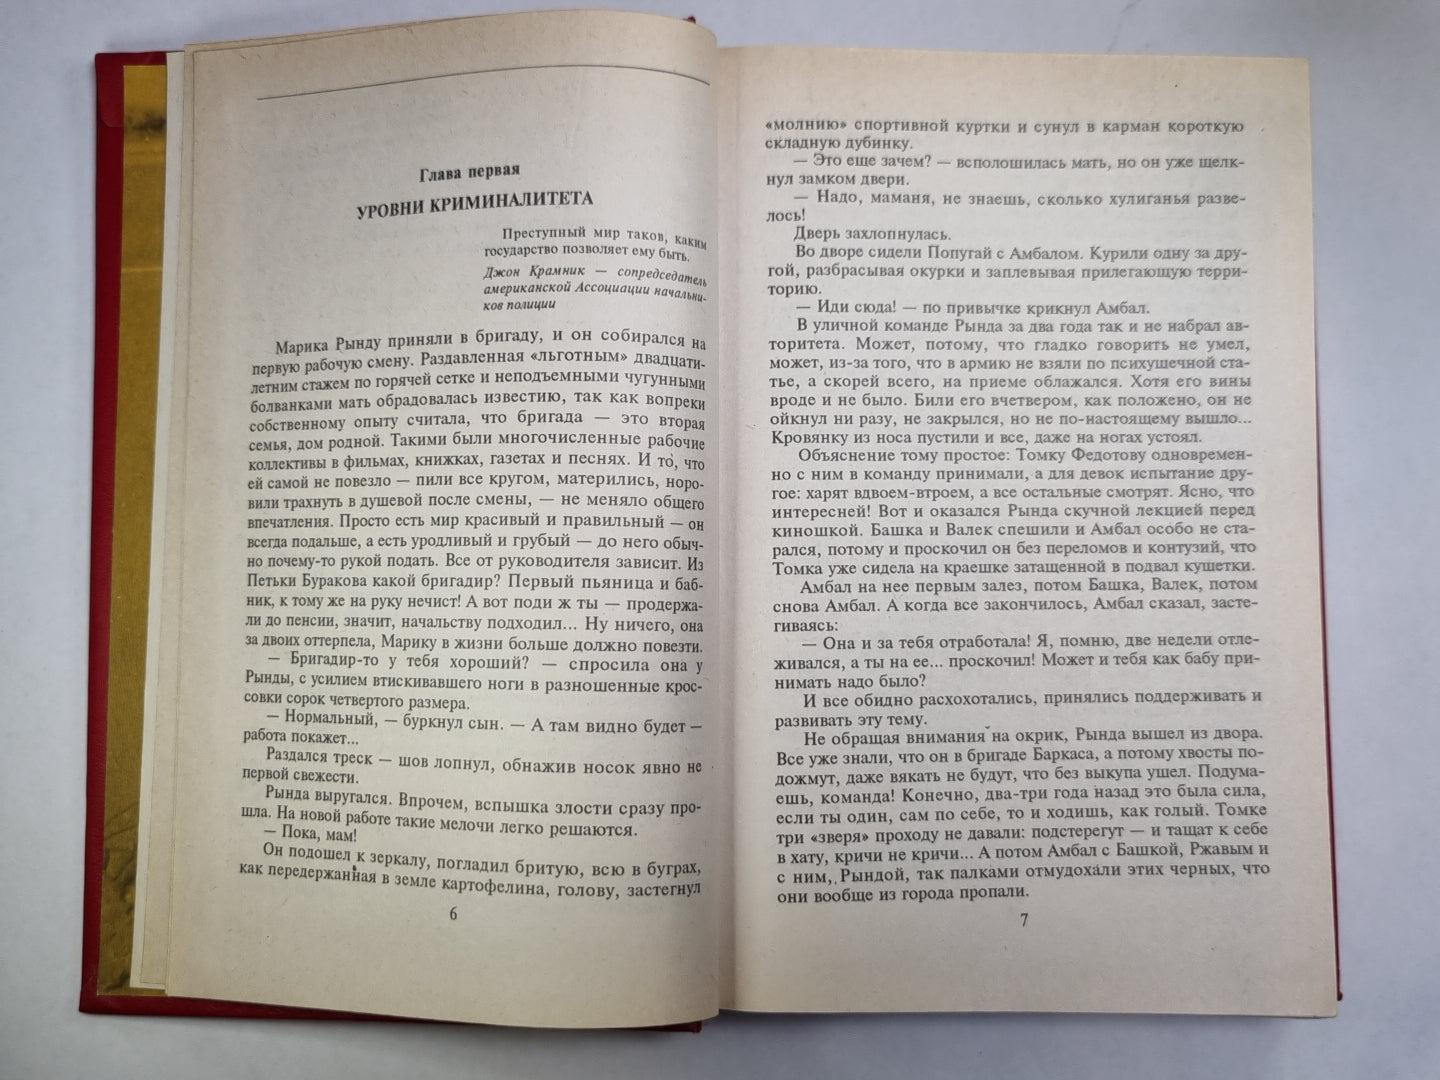 Глава первая
УРОВНИ КРИМИНАЛИТЕТА
Преступный мир таков, каким
государство позволяет ему быть.
Джон Крамник — сопредседатель
американской Ассоциации начальни-
ков полиции
Марика Рынду приняли в бригаду, и он собирался на
первую рабочую смену. Раздавленная «льготным» двадцати-
летним стажем по горячей сетке и неподъемными чугунными
болванками мать обрадовалась известию, так как вопреки
собственному опыту считала, что бригада — это вторая
семья, дом родной. Такими были многочисленные рабочие
коллективы в фильмах, книжках, газетах и песнях. И то, что
ей самой не повезло — пили все кругом, матерились, норо-
вили трахнуть в душевой после смены, — не меняло общего
впечатления. Просто есть мир красивый и правильный — он
всегда подальше, а есть уродливый и грубый — до него обыч-
но почему-то рукой подать. Все от руководителя зависит. Из
Петьки Буракова какой бригадир? Первый пьяница и баб-
ник, к тому же на руку нечист! А вот поди ж ты — продержа-
ли до пенсии, значит, начальству подходил... Ну ничего, она
за двоих оттерпела, Марику в жизни больше должно повезти.
— Бригадир-то у тебя хороший? — спросила она у
Рынды, с усилием втискивавшего ноги в разношенные крос-
совки сорок четвертого размера.
— Нормальный, — буркнул сын. — А там видно будет —
работа покажет...
Раздался треск — шов лопнул, обнажив носок явно не
первой свежести.
Рында выругался. Впрочем, вспышка злости сразу про-
шла. На новой работе такие мелочи легко решаются.
— Пока, мам!
Он подошел к зеркалу, погладил бритую, всю в буграх,
как передержанная в земле картофелина, голову, застегнул
6
«молнию» спортивной куртки и сунул в карман короткую
складную дубинку.
— Это еще зачем? — всполошилась мать, но он уже щелк-
нул замком двери.
— Надо, маманя, не знаешь, сколько хулиганья разве-
лось!
Дверь захлопнулась.
Во дворе сидели Попугай с Амбалом. Курили одну за дру-
гой, разбрасывая окурки и заплевывая прилегающую терри-
торию.
— Иди сюда! — по привычке крикнул Амбал.
В уличной команде Рында за два года так и не набрал ав-
торитета. Может, потому, что гладко говорить не умел,
может, из-за того, что в армию не взяли по психушечной ста-
тье, а скорей всего, на приеме облажался. Хотя его вины
вроде и не было. Били его вчетвером, как положено, он не
ойкнул ни разу, не закрылся, но не по-настоящему вышло...
Кровянку из носа пустили и все, даже на ногах устоял.
Объяснение тому простое: Томку Федотову одновремен-
но с ним в команду принимали, а для девок испытание дру-
гое: харят вдвоем-втроем, а все остальные смотрят. Ясно, что
интересней! Вот и оказался Рында скучной лекцией перед
киношкой. Башка и Валек спешили и Амбал особо не ста-
рался, потому и проскочил он без переломов и контузий, что
Томка уже сидела на краешке затащенной в подвал кушетки.
Амбал на нее первым залез, потом Башка, Валек, потом
снова Амбал. А когда все закончилось, Амбал сказал, засте-
гиваясь:
— Она и за тебя отработала! Я, помню, две недели отле-
живался, а ты на ее... проскочил! Может и тебя как бабу при-
нимать надо было?
И все обидно расхохотались, принялись поддерживать и
развивать эту тему.
Не обращая внимания на окрик, Рында вышел из двора.
Все уже знали, что он в бригаде Баркаса, а потому хвосты по-
дожмут, даже вякать не будут, что без выкупа ушел. Подума-
ешь, команда! Конечно, два-три года назад это была сила,
если ты один, сам по себе, то и ходишь, как голый. Томке
три «зверя» проходу не давали: подстерегут — и тащат к себе
в хату, кричи не кричи... А потом Амбал с Башкой, Ржавым и
с ним, Рындой, так палками отмудохали этих черных, что
они вообще из города пропали.
7